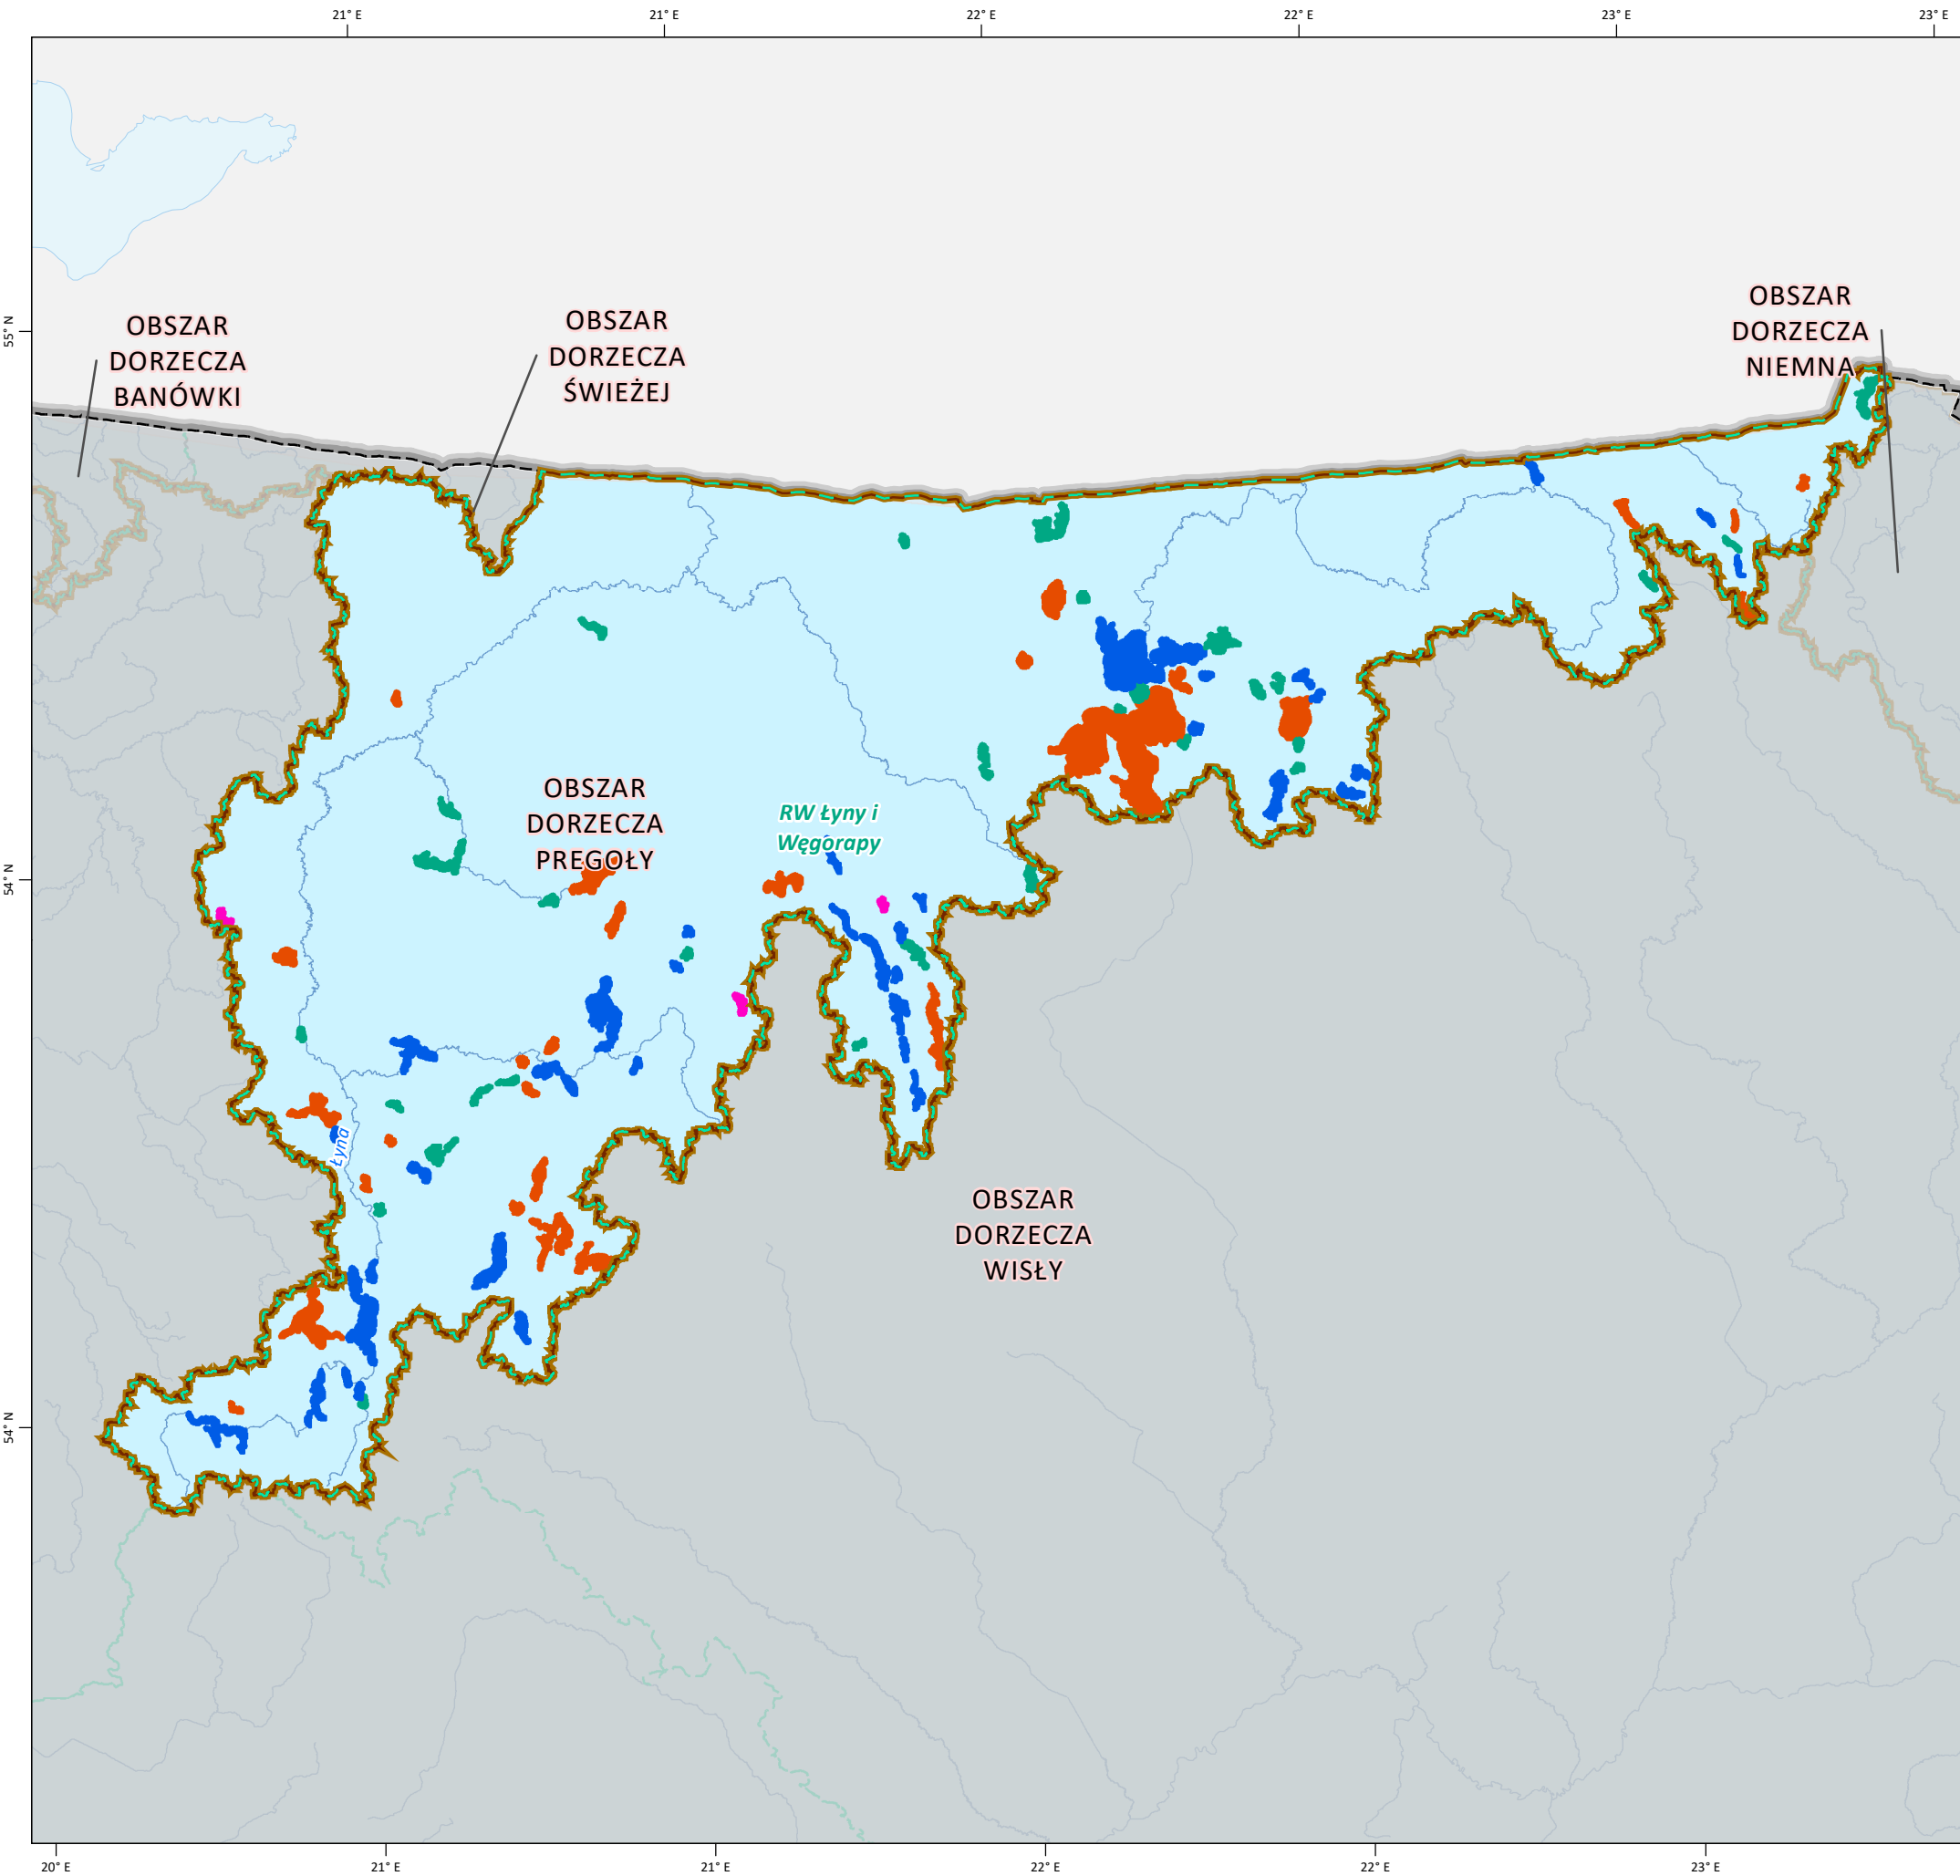 21° E
21° E
22° E
22° E
23° E
23° E
OBSZAR
DORZECZA
NIEMNA
OBSZAR
DORZECZA
BANÓWKI
OBSZAR
DORZECZA
ŚWIEŻEJ
55° N
OBSZAR
DORZECZA
PREGOŁY
RW Łyny i
Węgorapy
54° N
Łyna
OBSZAR
DORZECZA
WISŁY
54° N
20° E
21° E
21° E
22° E
22° E
23° E